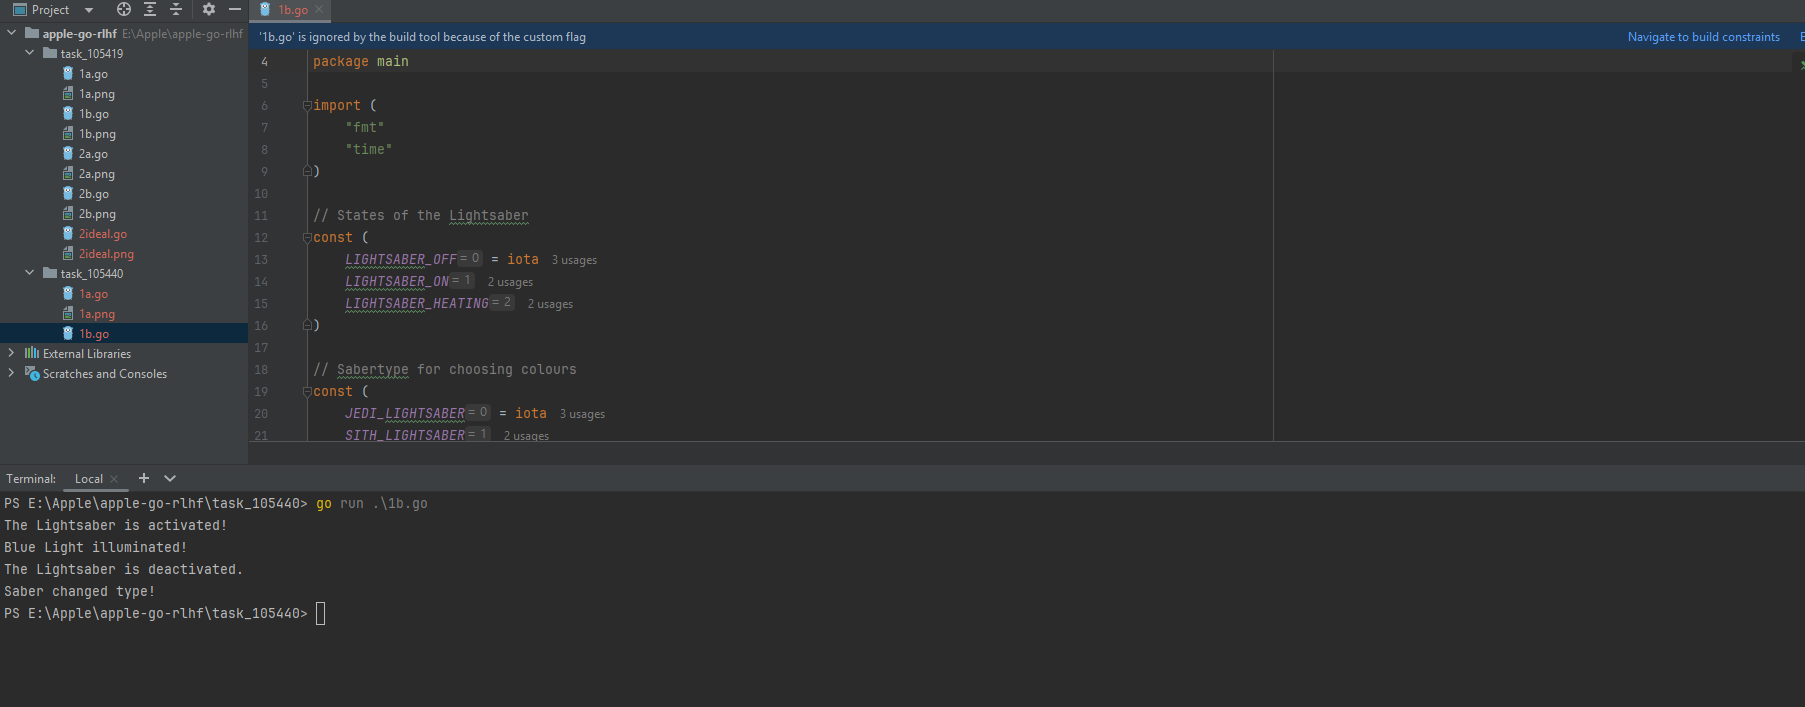 Project
1b.go
apple-go-rlhf E:\Apple\apple-go-rlhf
'1b.go' is ignored by the build tool because of the custom flag
Navigate to build constraints
task_105419
1a.go
1a.png
1b.go
1b.png
2a.go
2a.png
2b.go
2b.png
2ideal.go
2ideal.png
task_105440
1a.go
1a.png
1b.go
External Libraries
Scratches and Consoles
4 package main
5
6 import (
7 "fmt"
8 "time"
9 )
10
11 // States of the Lightsaber
12 const (
13 LIGHTSABER_OFF = 0 = iota 3 usages
14 LIGHTSABER_ON = 1 2 usages
15 LIGHTSABER_HEATING = 2 2 usages
16 )
17
18 // Sabertype for choosing colours
19 const (
20 JEDI_LIGHTSABER = 0 = iota 3 usages
21 SITH_LIGHTSABER = 1 2 usages
Terminal: Local
PS E:\Apple\apple-go-rlhf\task_105440> go run .\1b.go
The Lightsaber is activated!
Blue Light illuminated!
The Lightsaber is deactivated.
Saber changed type!
PS E:\Apple\apple-go-rlhf\task_105440>